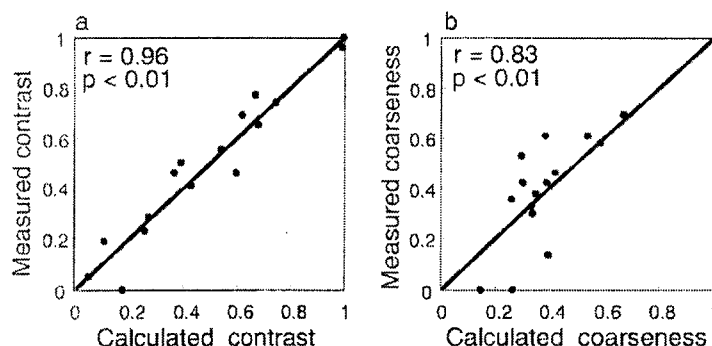 a
r = 0.96
p < 0.01
Measured contrast
1
0.8
0.6
0.4
0.2
0
0 0.2 0.4 0.6 0.8 1
Calculated contrast
b
r = 0.83
p < 0.01
Measured coarseness
1
0.8
0.6
0.4
0.2
0
0 0.2 0.4 0.6 0.8 1
Calculated coarseness